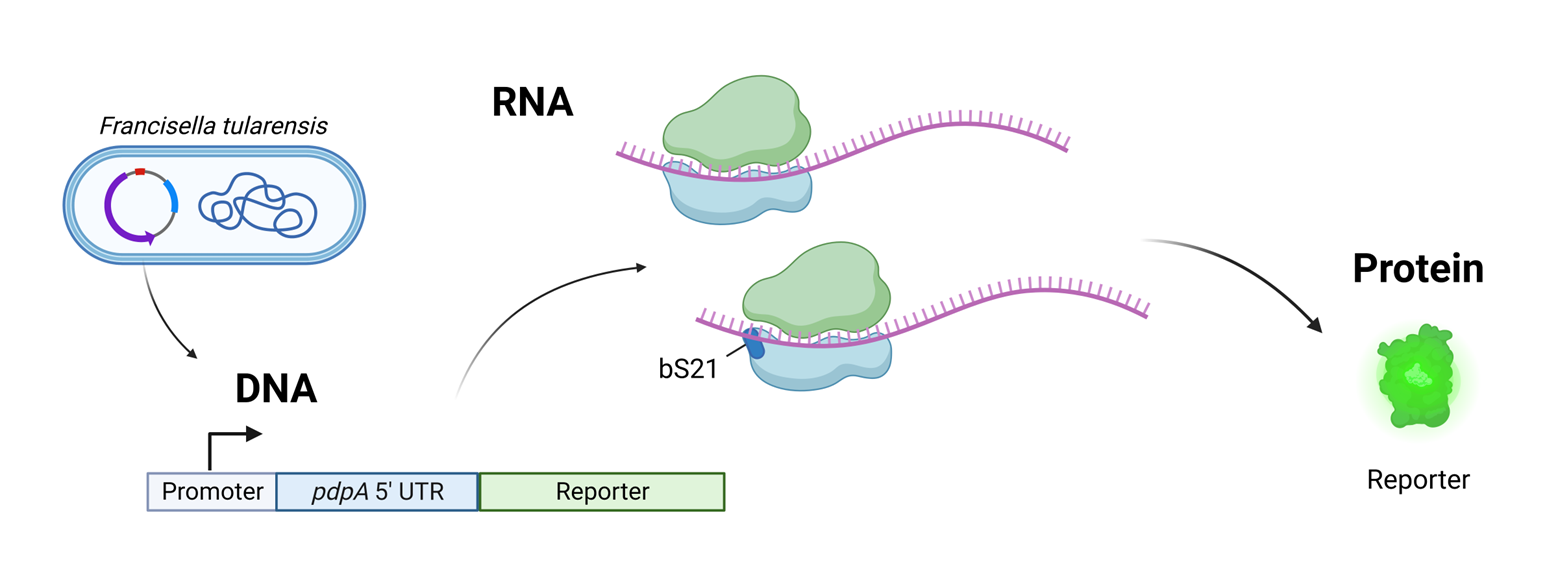 RNA
Francisella tularensis
Protein
bS21
DNA
Promoter
pdpA 5' UTR
Reporter
Reporter